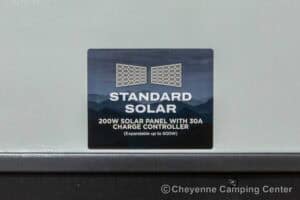 STANDARD
SOLAR
200W SOLAR PANEL WITH 30A
CHARGE CONTROLLER
(Expandable up to 600W)
©Cheyenne Camping Center